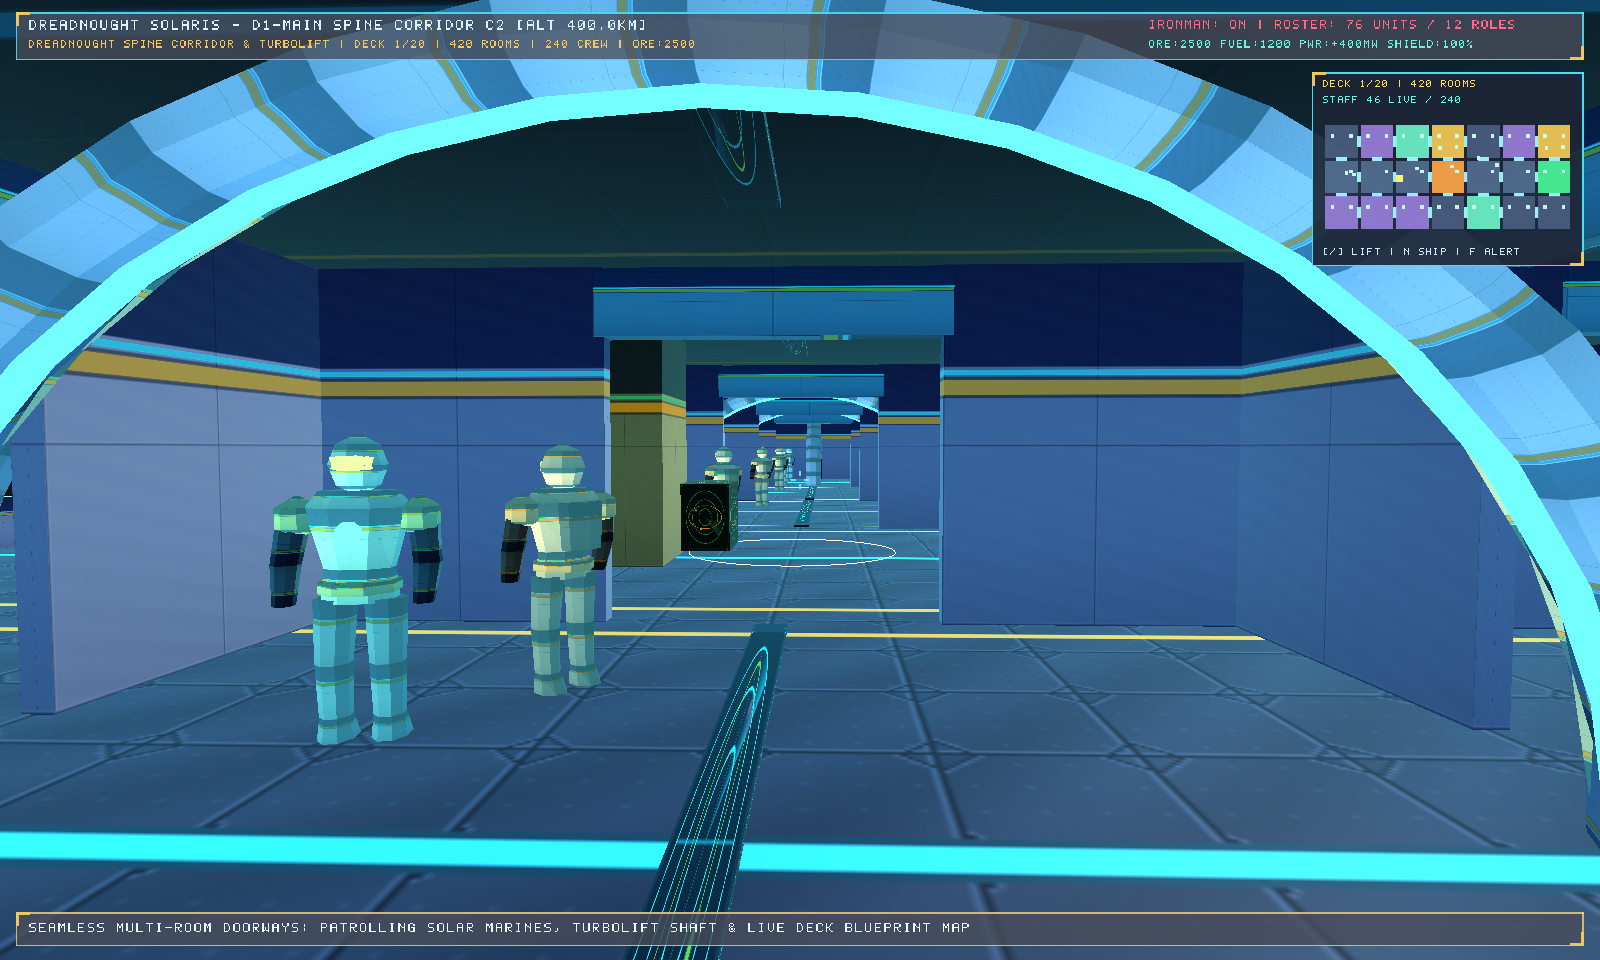 DREADNOUGHT SOLARIS - D1-MAIN SPINE CORRIDOR C2 [ALT 400.0KM]
DREADNOUGHT SPINE CORRIDOR & TURBOLIFT | DECK 1/20 | 420 ROOMS | 240 CREW | ORE:2500
IRONMAN: ON | ROSTER: 76 UNITS / 12 ROLES
ORE:2500 FUEL:1200 PWR:+400MW SHIELD:100%
DECK 1/20 | 420 ROOMS
STAFF 46 LIVE / 240
[/] LIFT | N SHIP | F ALERT
SEAMLESS MULTI-ROOM DOORWAYS: PATROLLING SOLAR MARINES, TURBOLIFT SHAFT & LIVE DECK BLUEPRINT MAP